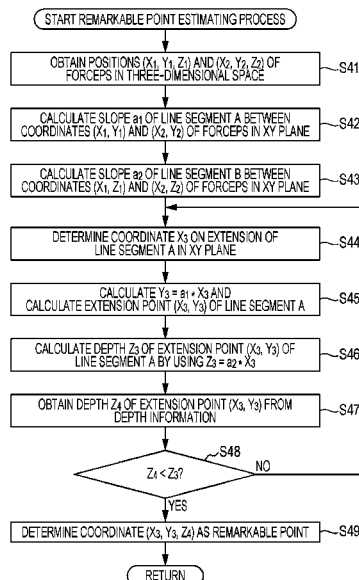 START REMARKABLE POINT ESTIMATING PROCESS
OBTAIN POSITIONS (X1, Y1, Z1) AND (X2, Y2, Z2) OF
FORCEPS IN THREE-DIMENSIONAL SPACE
S41
CALCULATE SLOPE a1 OF LINE SEGMENT A BETWEEN
COORDINATES (X1, Y1) AND (X2, Y2) OF FORCEPS IN XY PLANE
S42
CALCULATE SLOPE a2 OF LINE SEGMENT B BETWEEN
COORDINATES (X1, Z1) AND (X2, Z2) OF FORCEPS IN XY PLANE
S43
DETERMINE COORDINATE X3 ON EXTENSION OF
LINE SEGMENT A IN XY PLANE
S44
CALCULATE Y3 = a1 * X3 AND
CALCULATE EXTENSION POINT (X3, Y3) OF LINE SEGMENT A
S45
CALCULATE DEPTH Z3 OF EXTENSION POINT (X3, Y3) OF
LINE SEGMENT A BY USING Z3 = a2 * X3
S46
OBTAIN DEPTH Z4 OF EXTENSION POINT (X3, Y3) FROM
DEPTH INFORMATION
S47
S48
Z4 < Z3?
NO
YES
DETERMINE COORDINATE (X3, Y3, Z4) AS REMARKABLE POINT
S49
RETURN